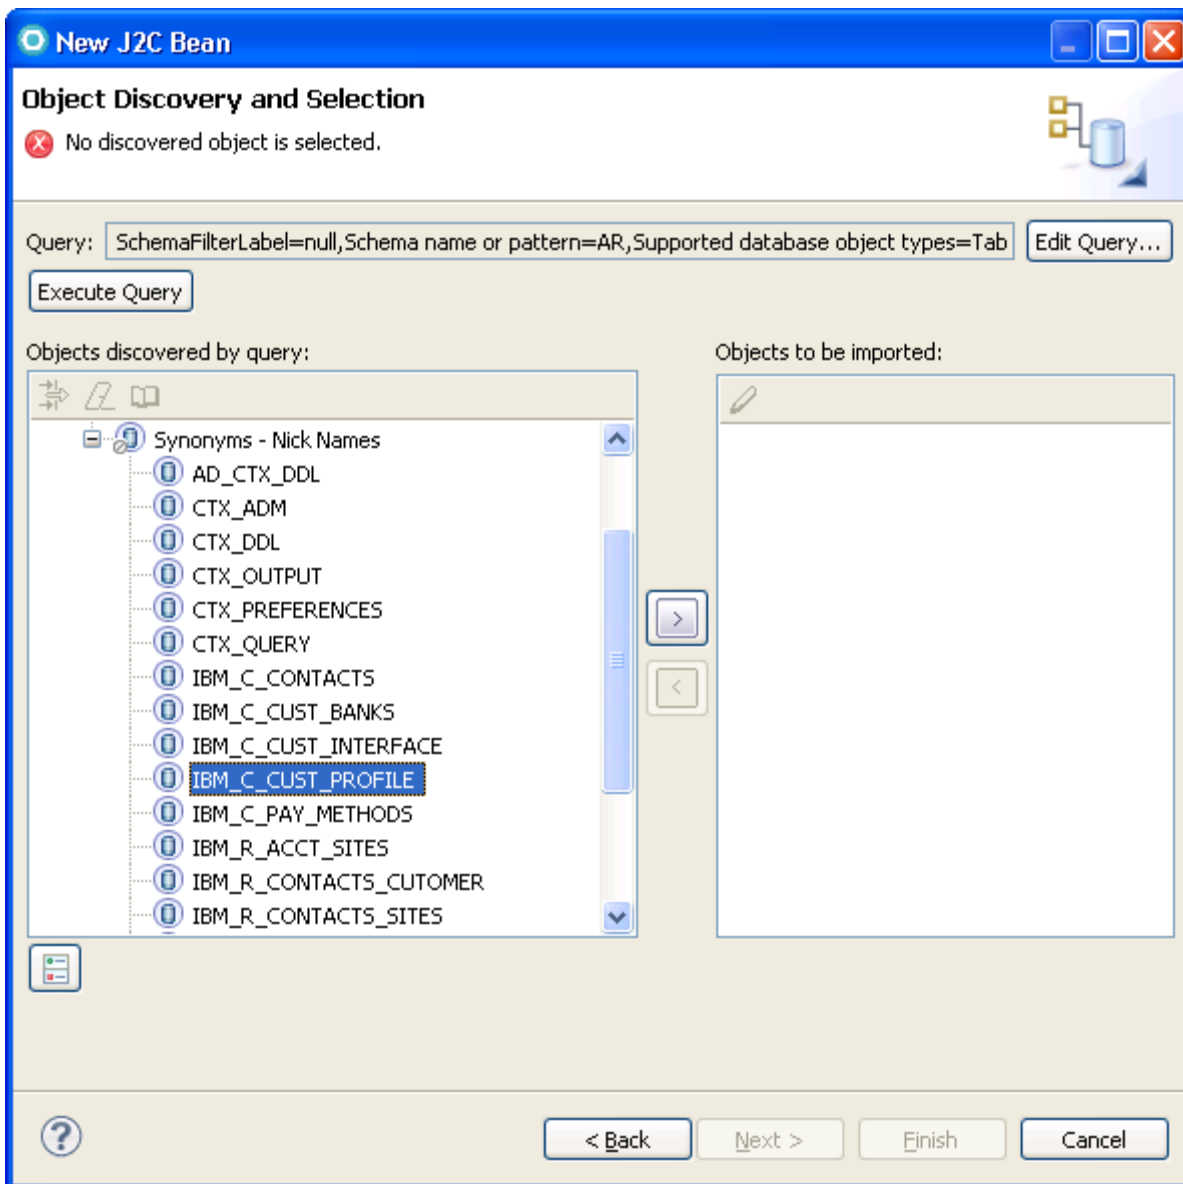 New J2C Bean
Object Discovery and Selection
No discovered object is selected.
Query: SchemaFilterLabel=null,Schema name or pattern=AR,Supported database object types=Tab Edit Query...
Execute Query
Objects discovered by query: Objects to be imported:
Synonyms - Nick Names
AD_CTX_DDL
CTX_ADM
CTX_DDL
CTX_OUTPUT
CTX_PREFERENCES
CTX_QUERY
IBM_C_CONTACTS
IBM_C_CUST_BANKS
IBM_C_CUST_INTERFACE
IBM_C_CUST_PROFILE
IBM_C_PAY_METHODS
IBM_R_ACCT_SITES
IBM_R_CONTACTS_CUTOMER
IBM_R_CONTACTS_SITES
> 
<
? < Back Next > Finish Cancel